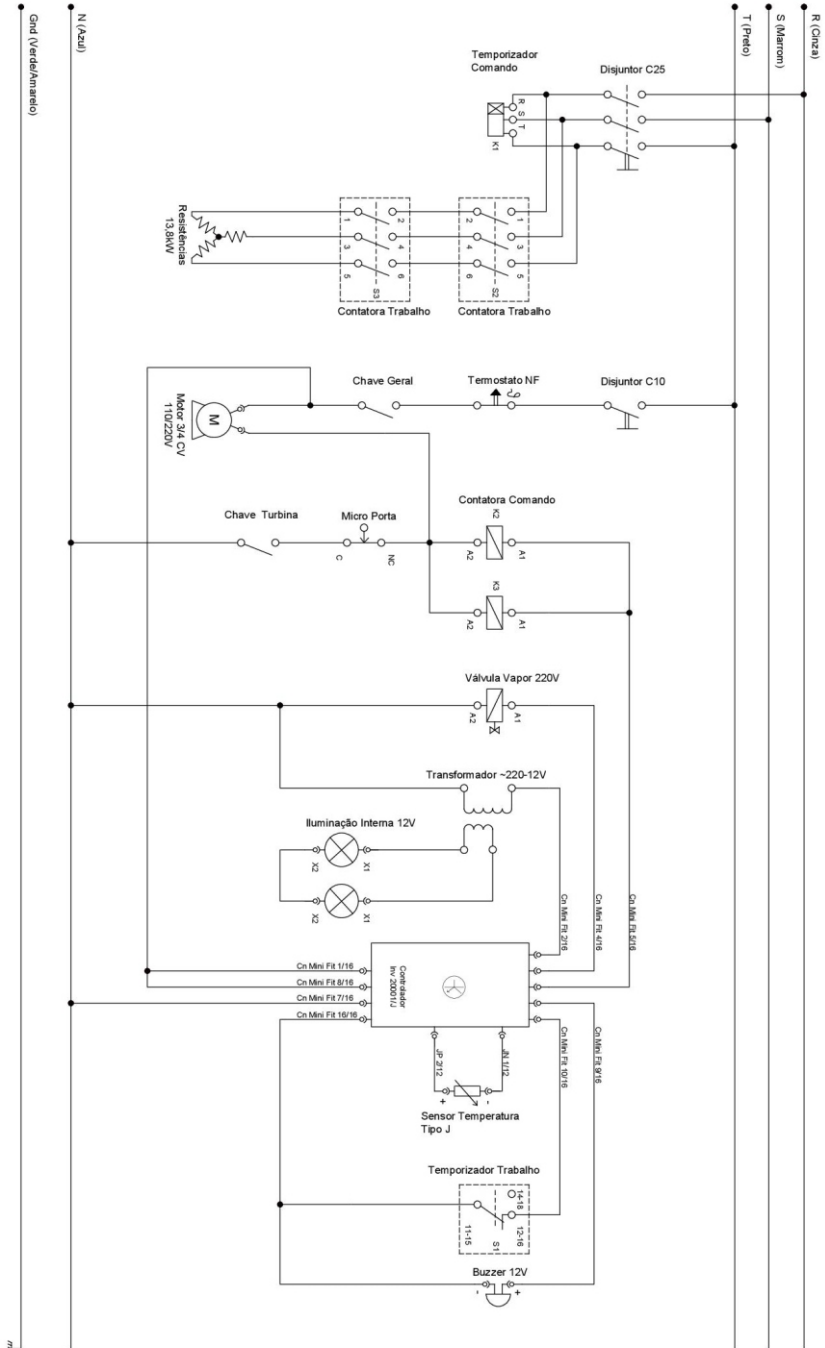 R (Cinza)
S (Marrom)
T (Preto)
N (Azul)
Gnd (Verde/Amarelo)
Temporizador
Comando
Disjuntor C25
R
S
T
K1
1
2
2
1
3
4
4
3
5
6
6
5
S3
S2
Contatora Trabalho
Contatora Trabalho
Resistências
13,8kW
Chave Geral
Termostato NF
Disjuntor C10
M
Motor 3/4 CV
110/220V
Contatora Comando
K2
A2
A1
Chave Turbina
Micro Porta
C
NC
K3
A2
A1
Válvula Vapor 220V
A2
A1
Transformador ~220-12V
Iluminação Interna 12V
X2
X1
X2
X1
Cn Mini Fit 2/16
Cn Mini Fit 4/16
Cn Mini Fit 5/16
Cn Mini Fit 1/16
Cn Mini Fit 8/16
Cn Mini Fit 7/16
Cn Mini Fit 16/16
Controlador
Inv 20001/J
Cn Mini Fit 10/16
Cn Mini Fit 9/16
JP 2/12
JN 1/12
+
-
Sensor Temperatura
Tipo J
Temporizador Trabalho
14-18
12-16
11-15
S1
Buzzer 12V
-
+